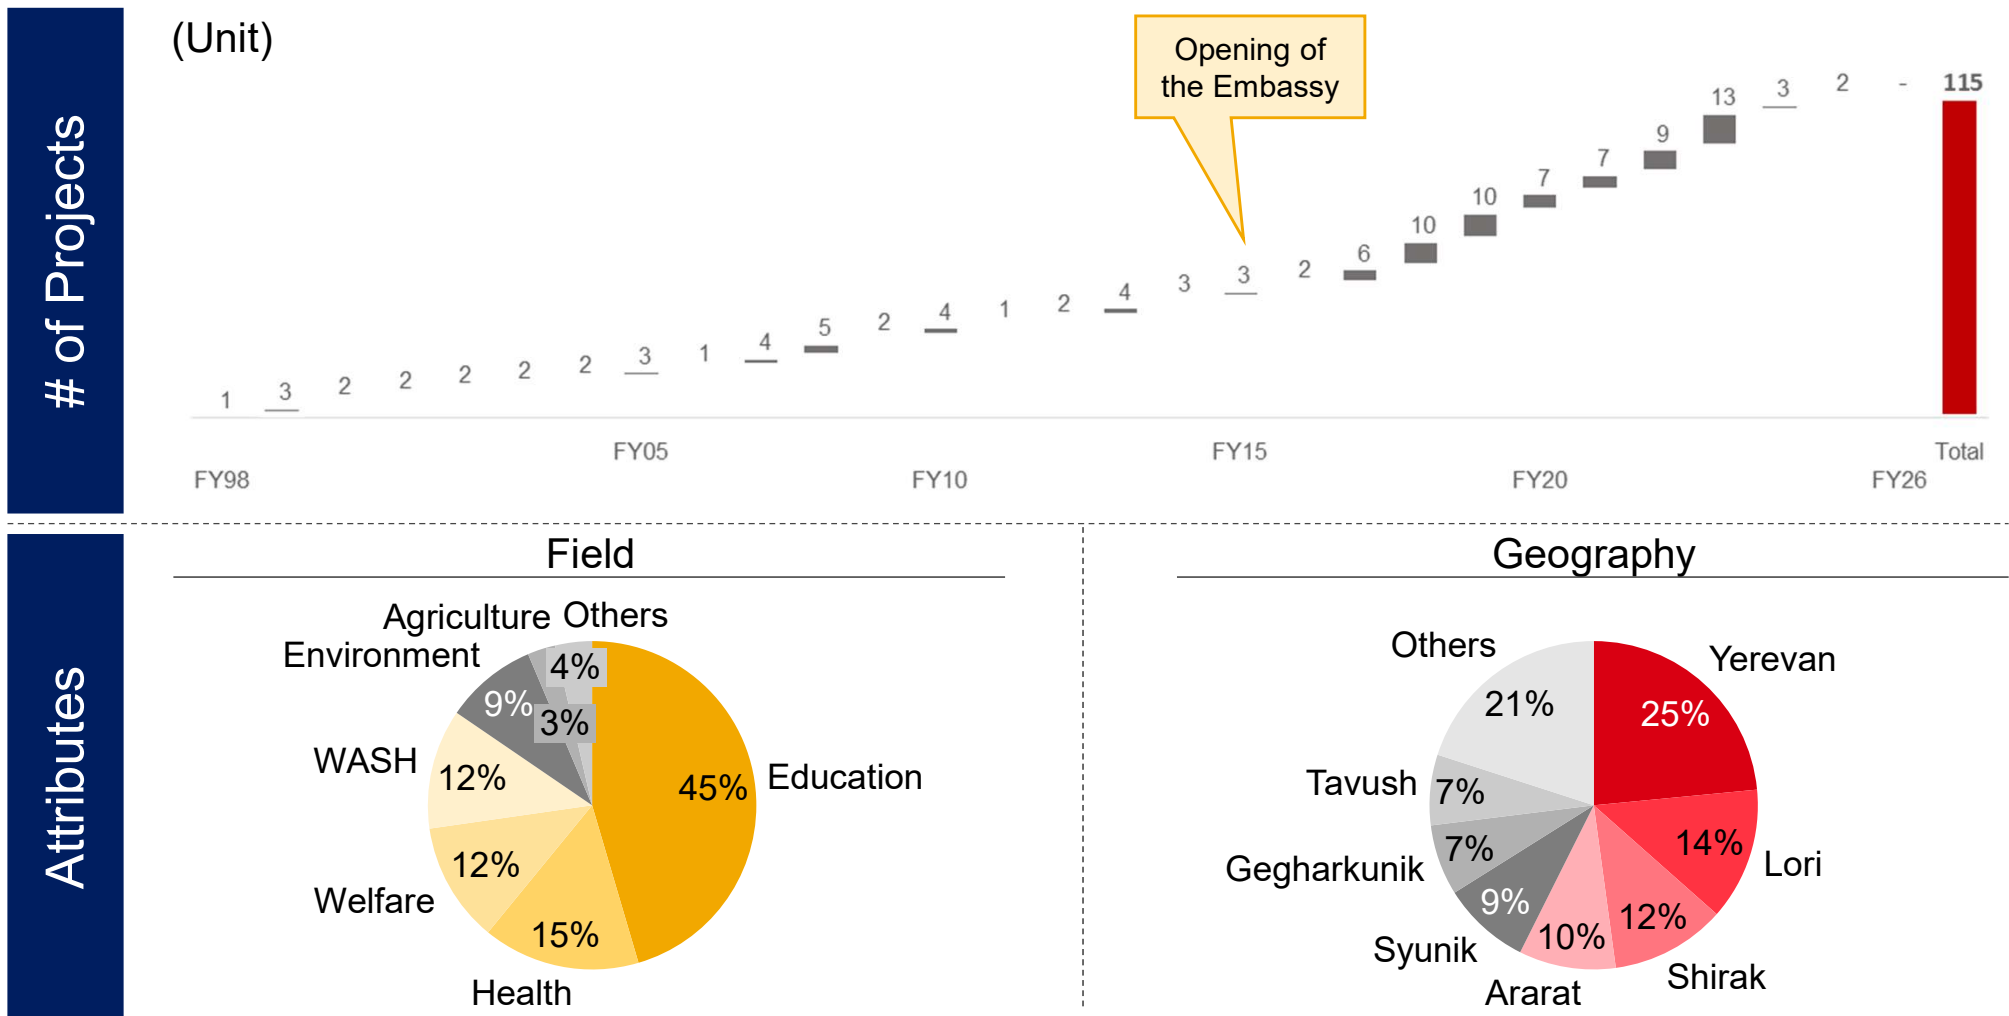 # of Projects
(Unit)
Opening of
the Embassy
1
3
2
2
2
2
2
3
1
4
5
2
4
1
2
4
3
3
2
6
10
10
7
7
9
13
3
2
-
115
FY98
FY05
FY10
FY15
FY20
FY26
Total
Attributes
Field
Agriculture
Others
Environment
4%
9%
3%
WASH
12%
45%
Education
Welfare
12%
15%
Health
Geography
Others
Yerevan
21%
25%
Tavush
7%
Gegharkunik
7%
14%
Lori
9%
Syunik
10%
12%
Ararat
Shirak